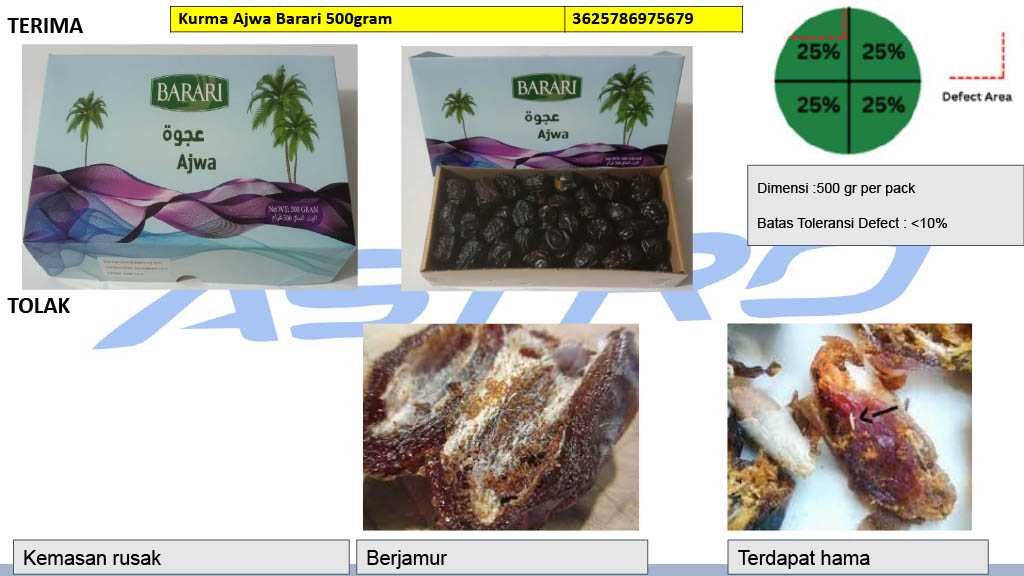 TERIMA
Kurma Ajwa Barari 500gram
3625786975679
BARARI
عجوة
Ajwa
Net WT: 500 GRAM
الوزن الصافي 500 غرام
BARARI
عجوة
Ajwa
25% 25%
25% 25%
Defect Area
Dimensi :500 gr per pack
Batas Toleransi Defect : <10%
ASTRO
TOLAK
Kemasan rusak
Berjamur
Terdapat hama